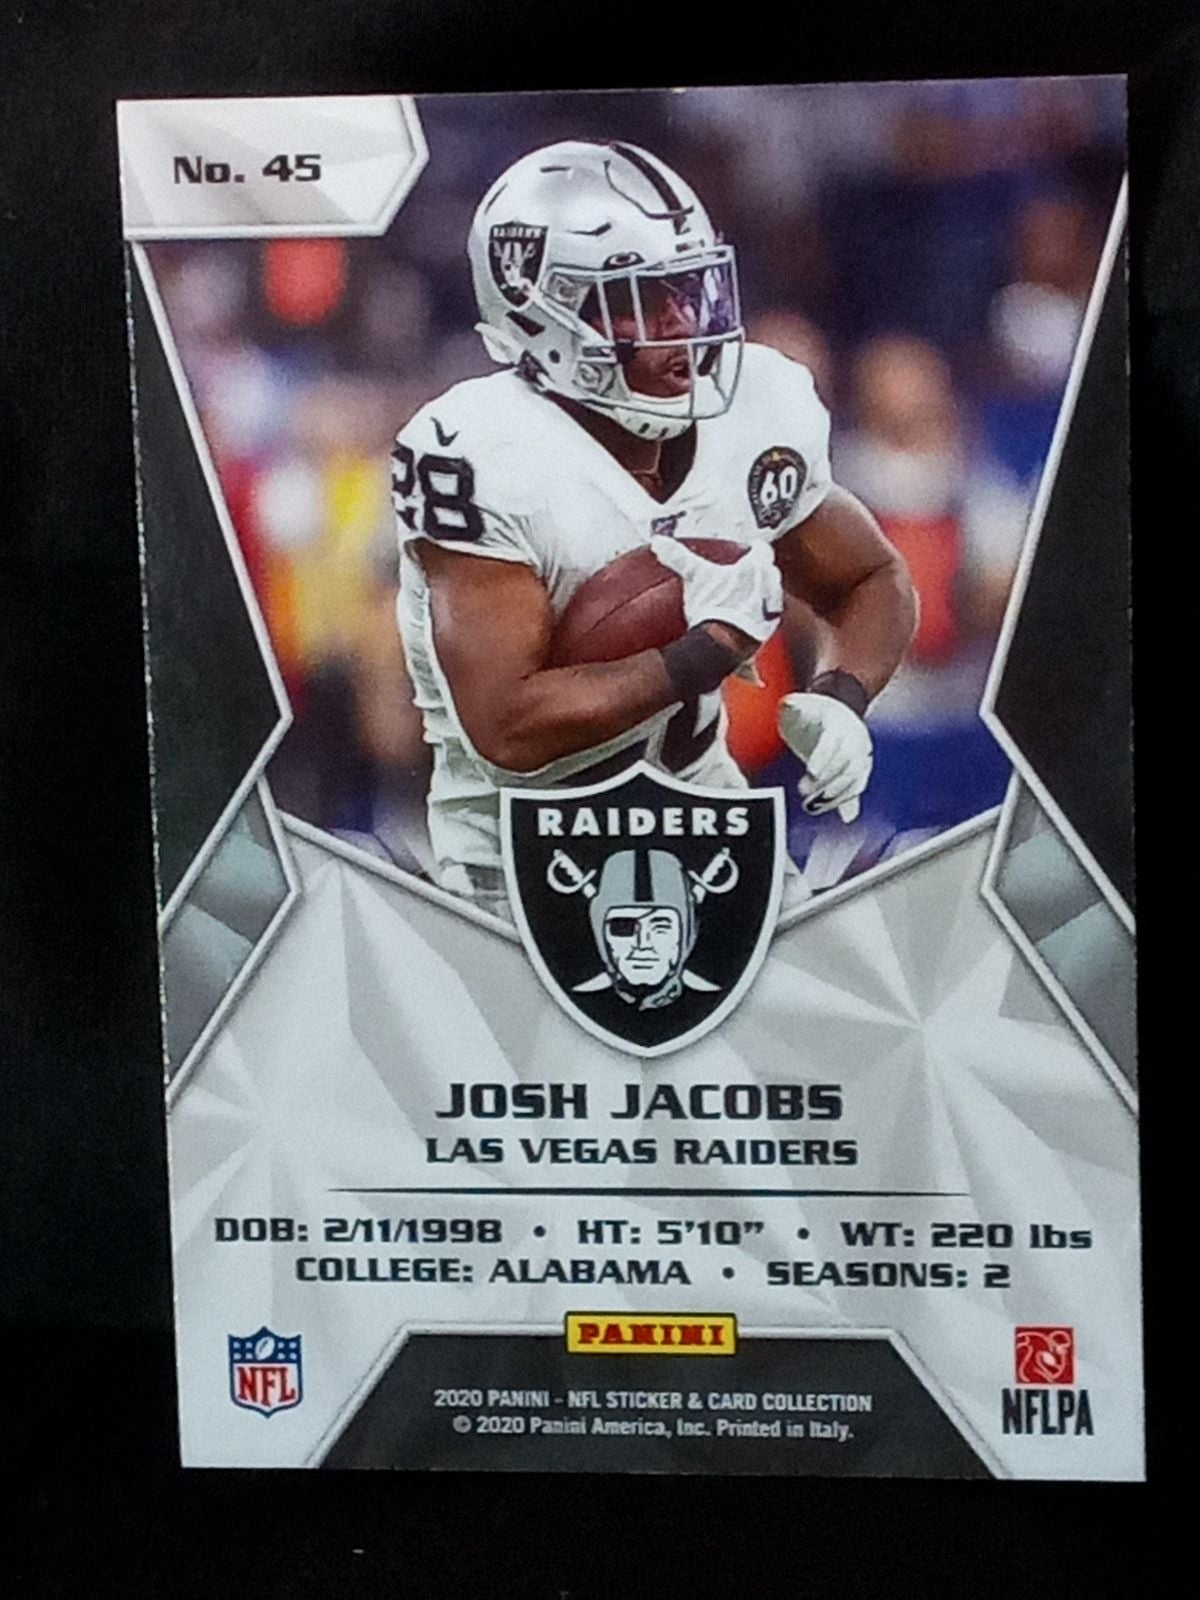 No. 45
RAIDERS
28
60
RAIDERS
JOSH JACOBS
LAS VEGAS RAIDERS
DOB: 2/11/1998 • HT: 5'10" • WT: 220 lbs
COLLEGE: ALABAMA • SEASONS: 2
PANINI
NFL
2020 PANINI - NFL STICKER & CARD COLLECTION
© 2020 Panini America, Inc. Printed in Italy.
NFLPA